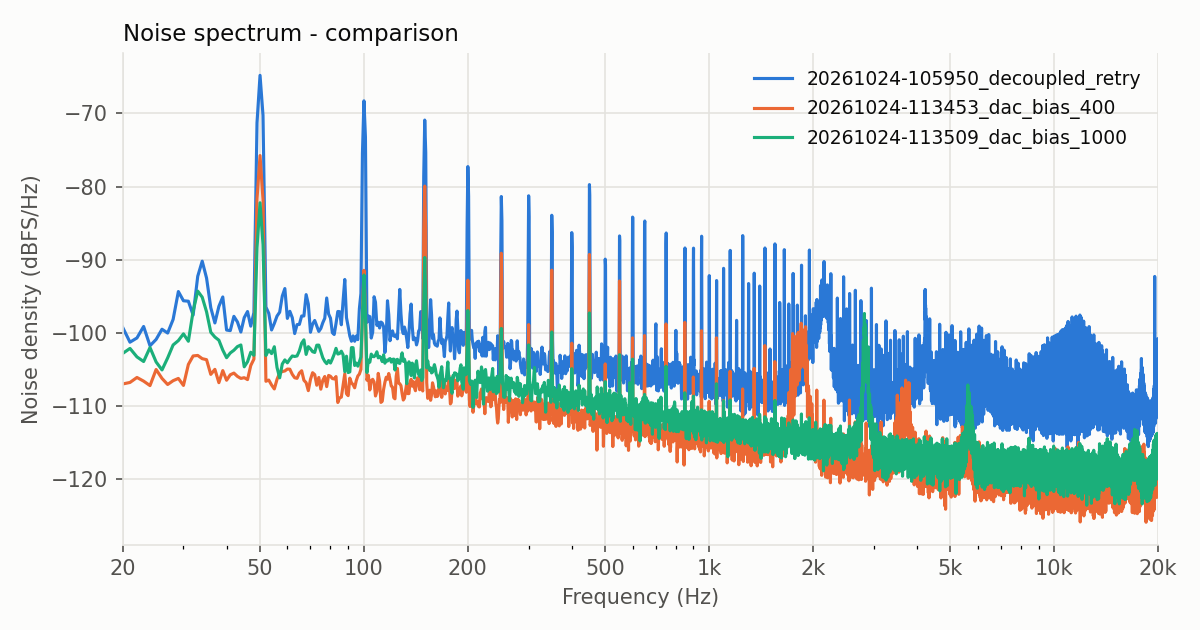 Noise spectrum - comparison
20261024-105950_decoupled_retry
20261024-113453_dac_bias_400
20261024-113509_dac_bias_1000
Noise density (dBFS/Hz)
−70
−80
−90
−100
−110
−120
20 50 100 200 500 1k 2k 5k 10k 20k
Frequency (Hz)